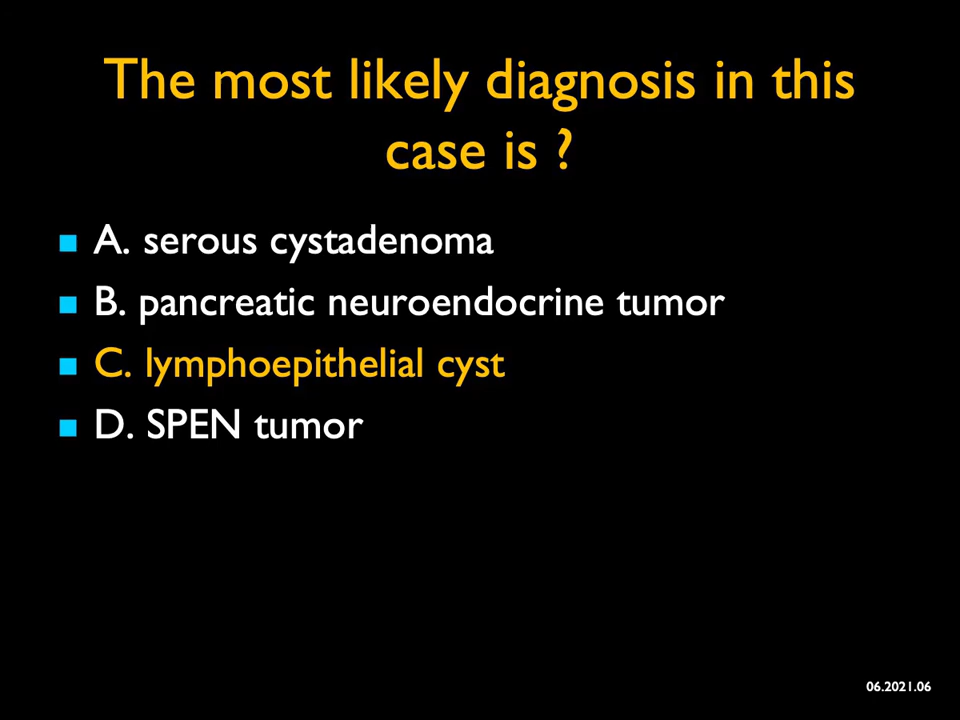 The most likely diagnosis in this
case is ?
A. serous cystadenoma
B. pancreatic neuroendocrine tumor
C. lymphoepithelial cyst
D. SPEN tumor
06.2021.06